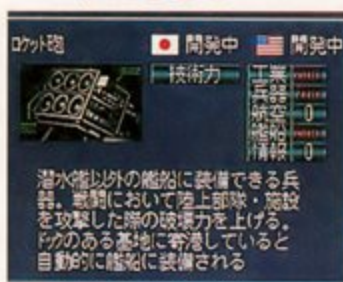 ロケット砲
開発中
開発中
技術力
工業
兵器
航空 0
艦船
情報 0
潜水艦以外の艦船に装備できる兵
器。戦闘において陸上部隊・施設
を攻撃した際の破壊力を上げる。
ドックのある基地に寄港していると
自動的に艦船に装備される